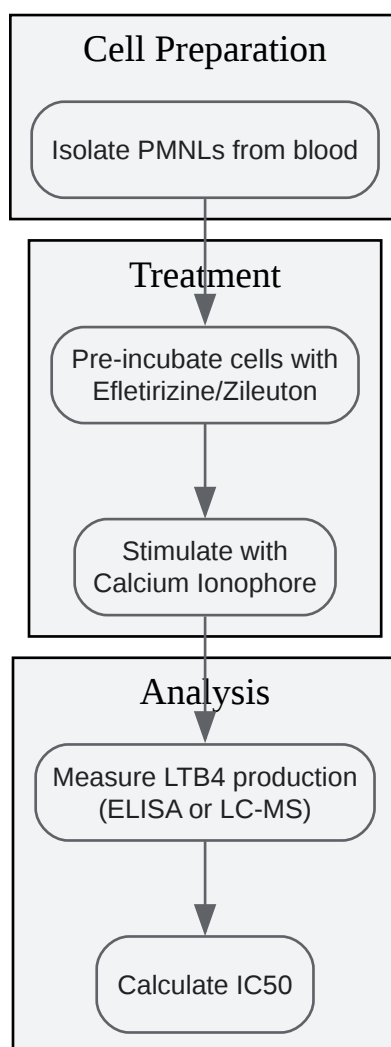 Cell Preparation
Isolate PMNLs from blood
Treatment
Pre-incubate cells with
Efletirizine/Zileuton
Stimulate with
Calcium Ionophore
Analysis
Measure LTB4 production
(ELISA or LC-MS)
Calculate IC50